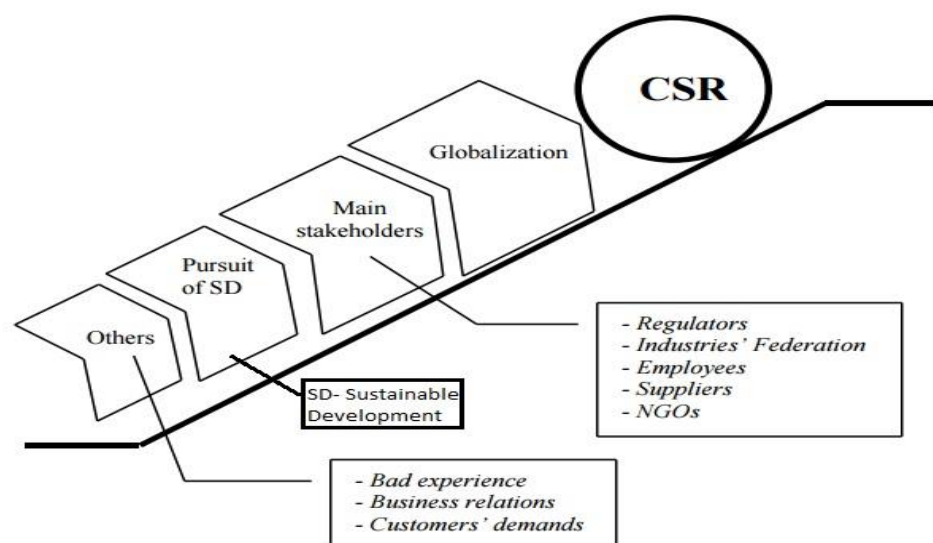 CSR
Globalization
Main
stakeholders
Pursuit
of SD
Others
- Regulators
- Industries’ Federation
- Employees
- Suppliers
- NGOs
SD- Sustainable
Development
- Bad experience
- Business relations
- Customers’ demands